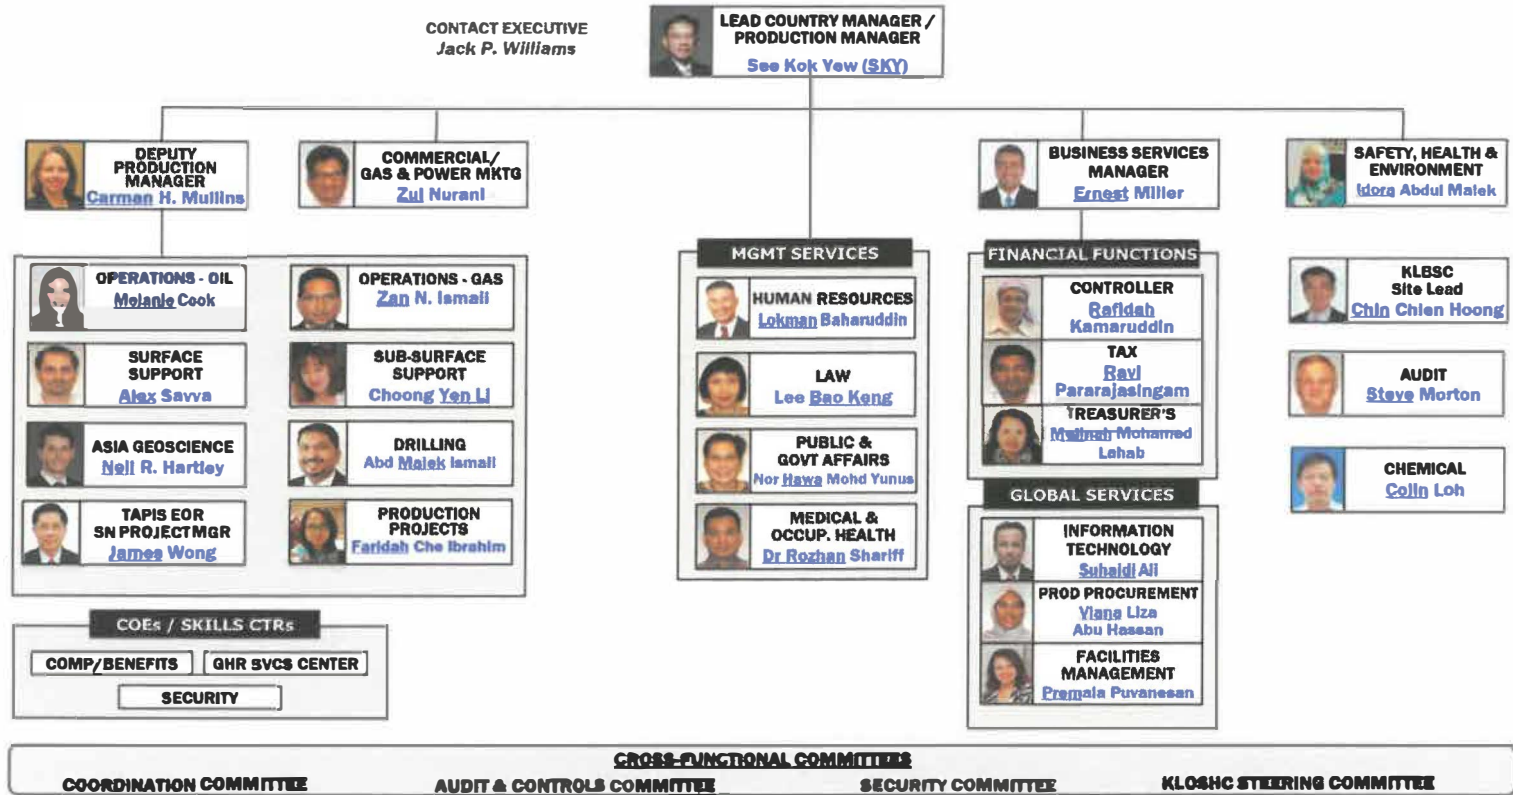 CONTACT EXECUTIVE
Jack P. Williams
LEAD COUNTRY MANAGER /
PRODUCTION MANAGER
See Kok Yew (SKY)
DEPUTY
PRODUCTION
MANAGER
Carman H. Mullins
COMMERCIAL/
GAS & POWER MKTG
Zul Nurani
BUSINESS SERVICES
MANAGER
Ernest Miller
SAFETY, HEALTH &
ENVIRONMENT
Idora Abdul Malek
OPERATIONS - OIL
Melanie Cook
OPERATIONS - GAS
Zan N. Ismail
SURFACE
SUPPORT
Alex Savva
SUB-SURFACE
SUPPORT
Choong Yen Li
ASIA GEOSCIENCE
Neil R. Hartley
DRILLING
Abd Malek Ismail
TAPIS EOR
SN PROJECT MGR
James Wong
PRODUCTION
PROJECTS
Faridah Che Ibrahim
MGMT SERVICES
HUMAN RESOURCES
Lokman Baharuddin
LAW
Lee Bao Keng
PUBLIC &
GOVT AFFAIRS
Nor Hawa Mohd Yunus
MEDICAL &
OCCUP. HEALTH
Dr Rozhan Shariff
FINANCIAL FUNCTIONS
CONTROLLER
Rafidah
Kamaruddin
TAX
Ravi
Pararajasingam
TREASURER'S
Mohamed
Lehab
GLOBAL SERVICES
INFORMATION
TECHNOLOGY
Suhaidi Ali
PROD PROCUREMENT
Viana Liza
Abu Hassan
FACILITIES
MANAGEMENT
Premala Puvanesan
KLBSC
Site Lead
Chin Chien Hoong
AUDIT
Steve Morton
CHEMICAL
Colin Loh
COEs / SKILLS CTRs
COMP/BENEFITS
GHR SVCS CENTER
SECURITY
CROSS-FUNCTIONAL COMMITTEES
COORDINATION COMMITTEE
AUDIT & CONTROLS COMMITTEE
SECURITY COMMITTEE
KLOSHC STEERING COMMITTEE